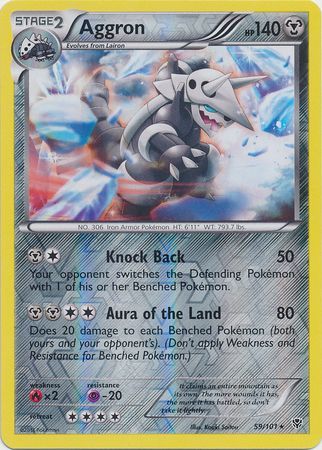 STAGE2
Aggron
HP140
Evolves from Lairon
NO. 306 Iron Armor Pokémon HT: 6'11" WT: 793.7 lbs.
Knock Back 50
Your opponent switches the Defending Pokémon
with 1 of his or her Benched Pokémon.
Aura of the Land 80
Does 20 damage to each Benched Pokémon (both
yours and your opponent's). (Don't apply Weakness and
Resistance for Benched Pokémon.)
weakness
×2
resistance
-20
retreat
It claims an entire mountain as
its own. The more wounds it has,
the more it has battled, so don't
take it lightly.
Illus. Kouki Saitou
59/101 ★